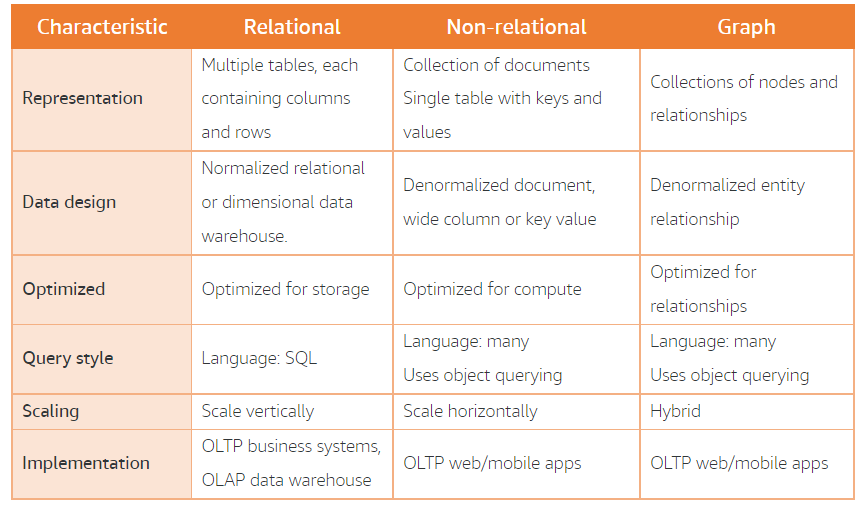 Characteristic Relational Non-relational Graph
Representation
Multiple tables, each
containing columns
and rows
Collection of documents
Single table with keys and
values
Collections of nodes and
relationships
Data design
Normalized relational
or dimensional data
warehouse.
Denormalized document,
wide column or key value
Denormalized entity
relationship
Optimized
Optimized for storage
Optimized for compute
Optimized for
relationships
Query style
Language: SQL
Language: many
Uses object querying
Language: many
Uses object querying
Scaling
Scale vertically
Scale horizontally
Hybrid
Implementation
OLTP business systems,
OLAP data warehouse
OLTP web/mobile apps
OLTP web/mobile apps